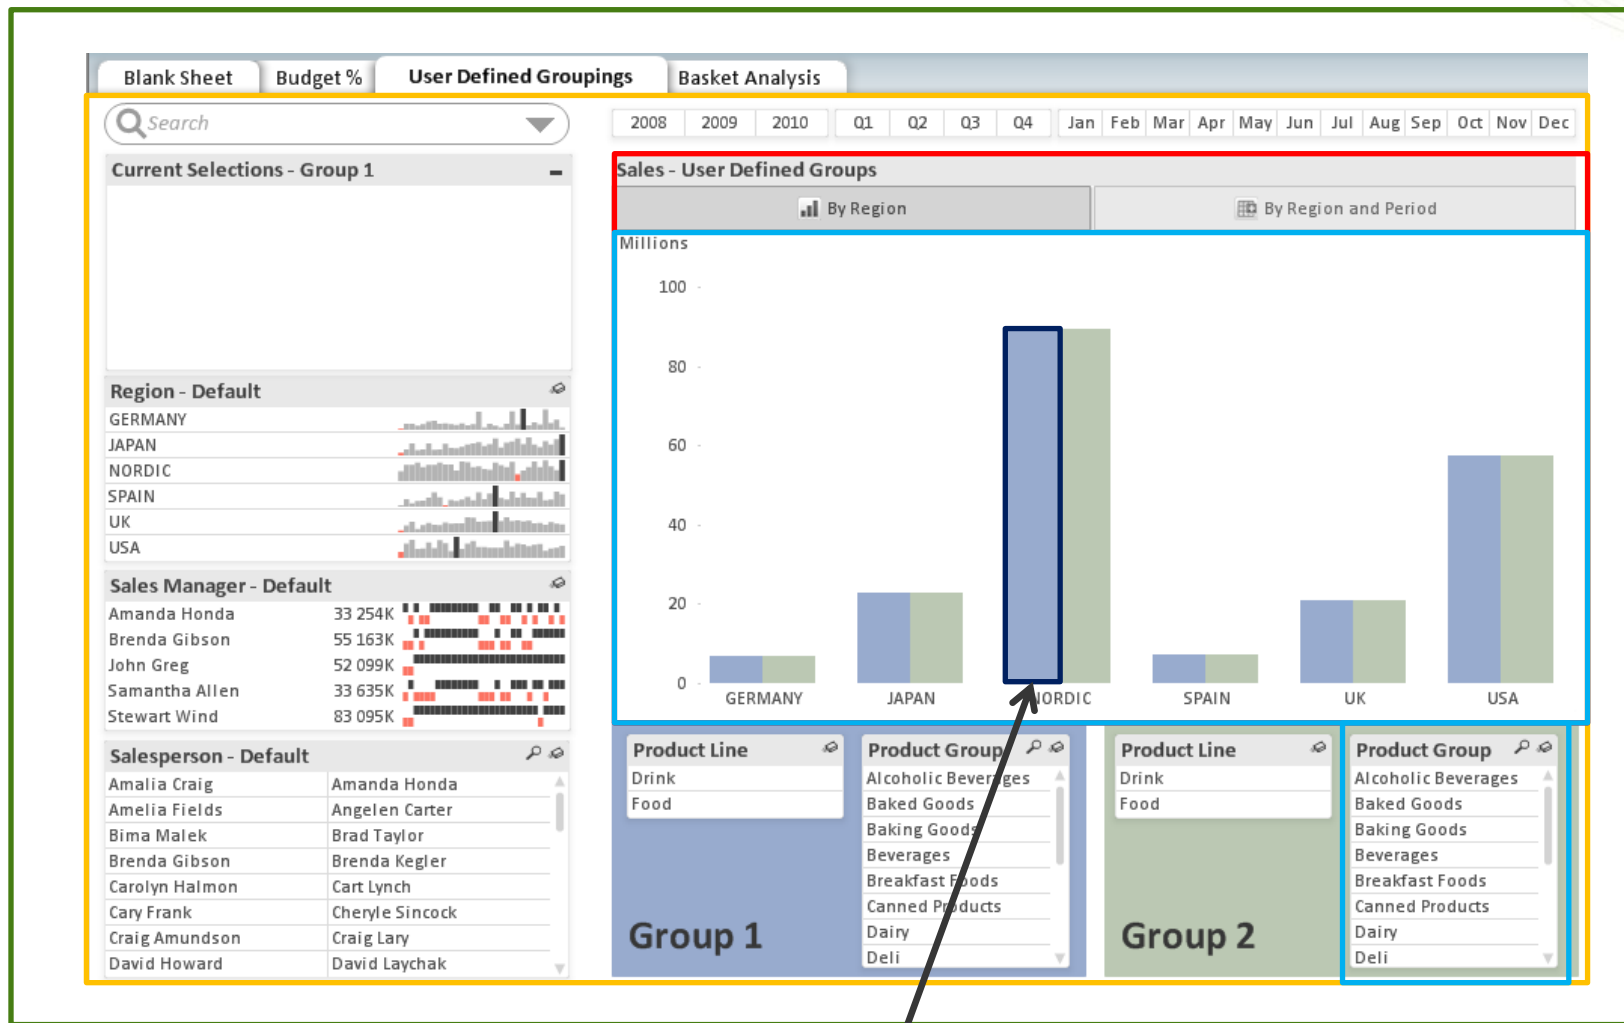 Blank Sheet
Budget %
User Defined Groupings
Basket Analysis
Search
2008 2009 2010 Q1 Q2 Q3 Q4 Jan Feb Mar Apr May Jun Jul Aug Sep Oct Nov Dec
Current Selections - Group 1
Region - Default
GERMANY
JAPAN
NORDIC
SPAIN
UK
USA
Sales Manager - Default
Amanda Honda 33 254K
Brenda Gibson 55 163K
John Greg 52 099K
Samantha Allen 33 635K
Stewart Wind 83 095K
Salesperson - Default
Amalia Craig Amanda Honda
Amelia Fields Angelen Carter
Bima Malek Brad Taylor
Brenda Gibson Brenda Kegler
Carolyn Halmon Cart Lynch
Cary Frank Cheryle Sincock
Craig Amundson Craig Lary
David Howard David Laychak
Sales - User Defined Groups
By Region
By Region and Period
Millions
100
80
60
40
20
0
GERMANY JAPAN NORDIC SPAIN UK USA
Product Line
Drink
Food
Group 1
Product Group
Alcoholic Beverages
Baked Goods
Baking Goods
Beverages
Breakfast Foods
Canned Products
Dairy
Deli
Product Line
Drink
Food
Group 2
Product Group
Alcoholic Beverages
Baked Goods
Baking Goods
Beverages
Breakfast Foods
Canned Products
Dairy
Deli